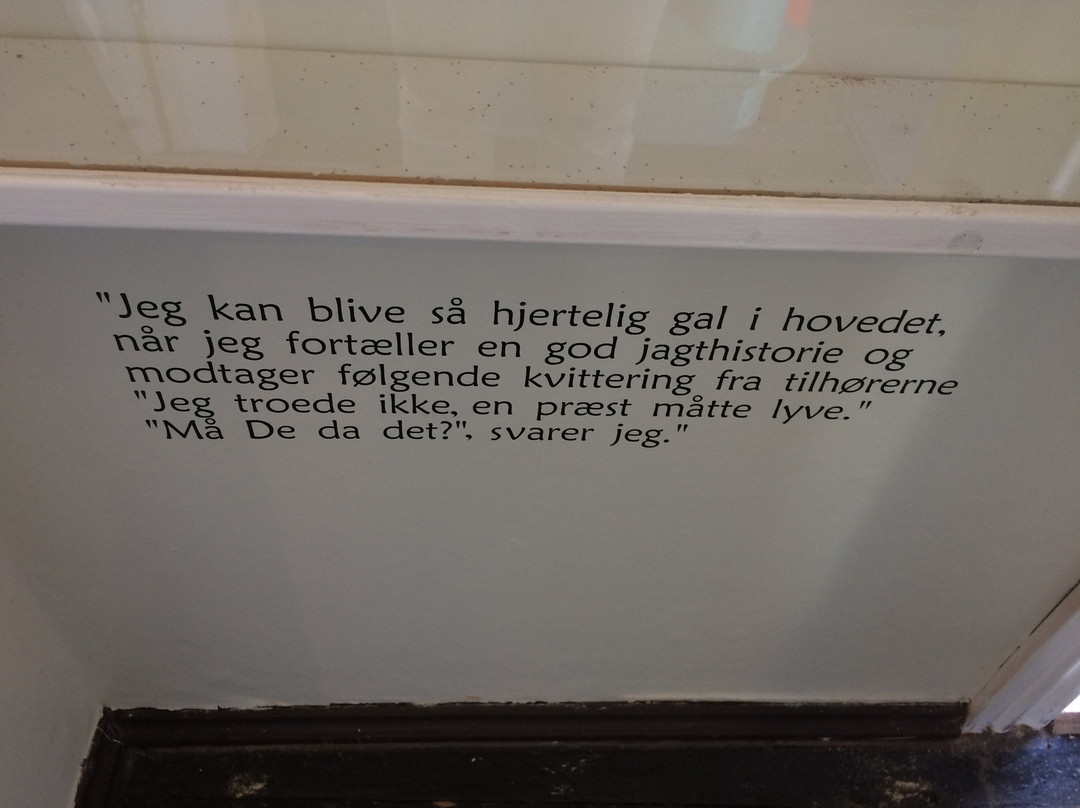 "Jeg kan blive så hjertelig gal i hovedet,
når jeg fortæller en god jagthistorie og
modtager følgende kvittering fra tilhørerne
"Jeg troede ikke, en præst måtte lyve."
"Må De da det?", svarer jeg."